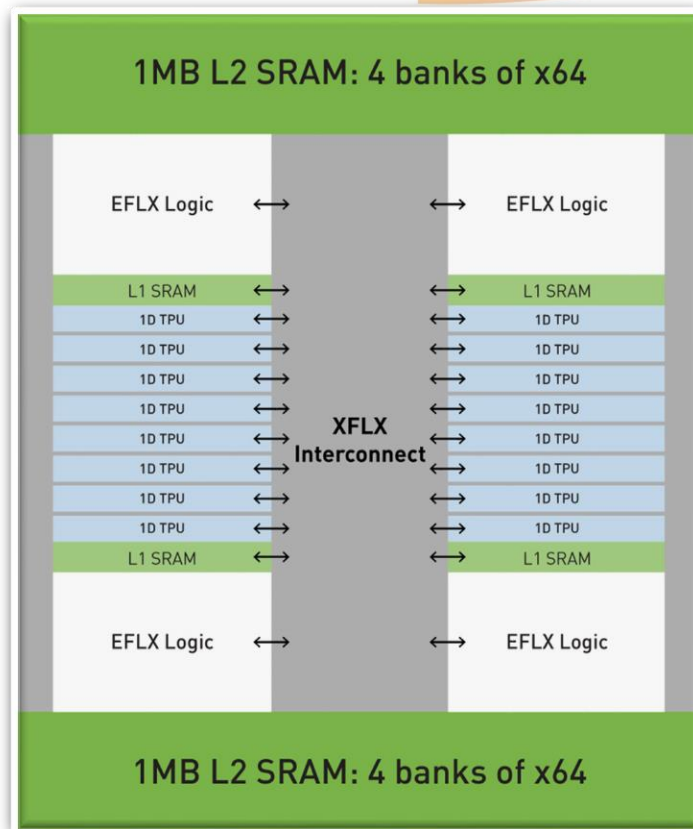 1MB L2 SRAM: 4 banks of x64
EFLX Logic
EFLX Logic
L1 SRAM
L1 SRAM
1D TPU
1D TPU
1D TPU
1D TPU
1D TPU
1D TPU
1D TPU
1D TPU
1D TPU
1D TPU
XFLX
Interconnect
1D TPU
1D TPU
1D TPU
1D TPU
1D TPU
1D TPU
L1 SRAM
L1 SRAM
EFLX Logic
EFLX Logic
1MB L2 SRAM: 4 banks of x64